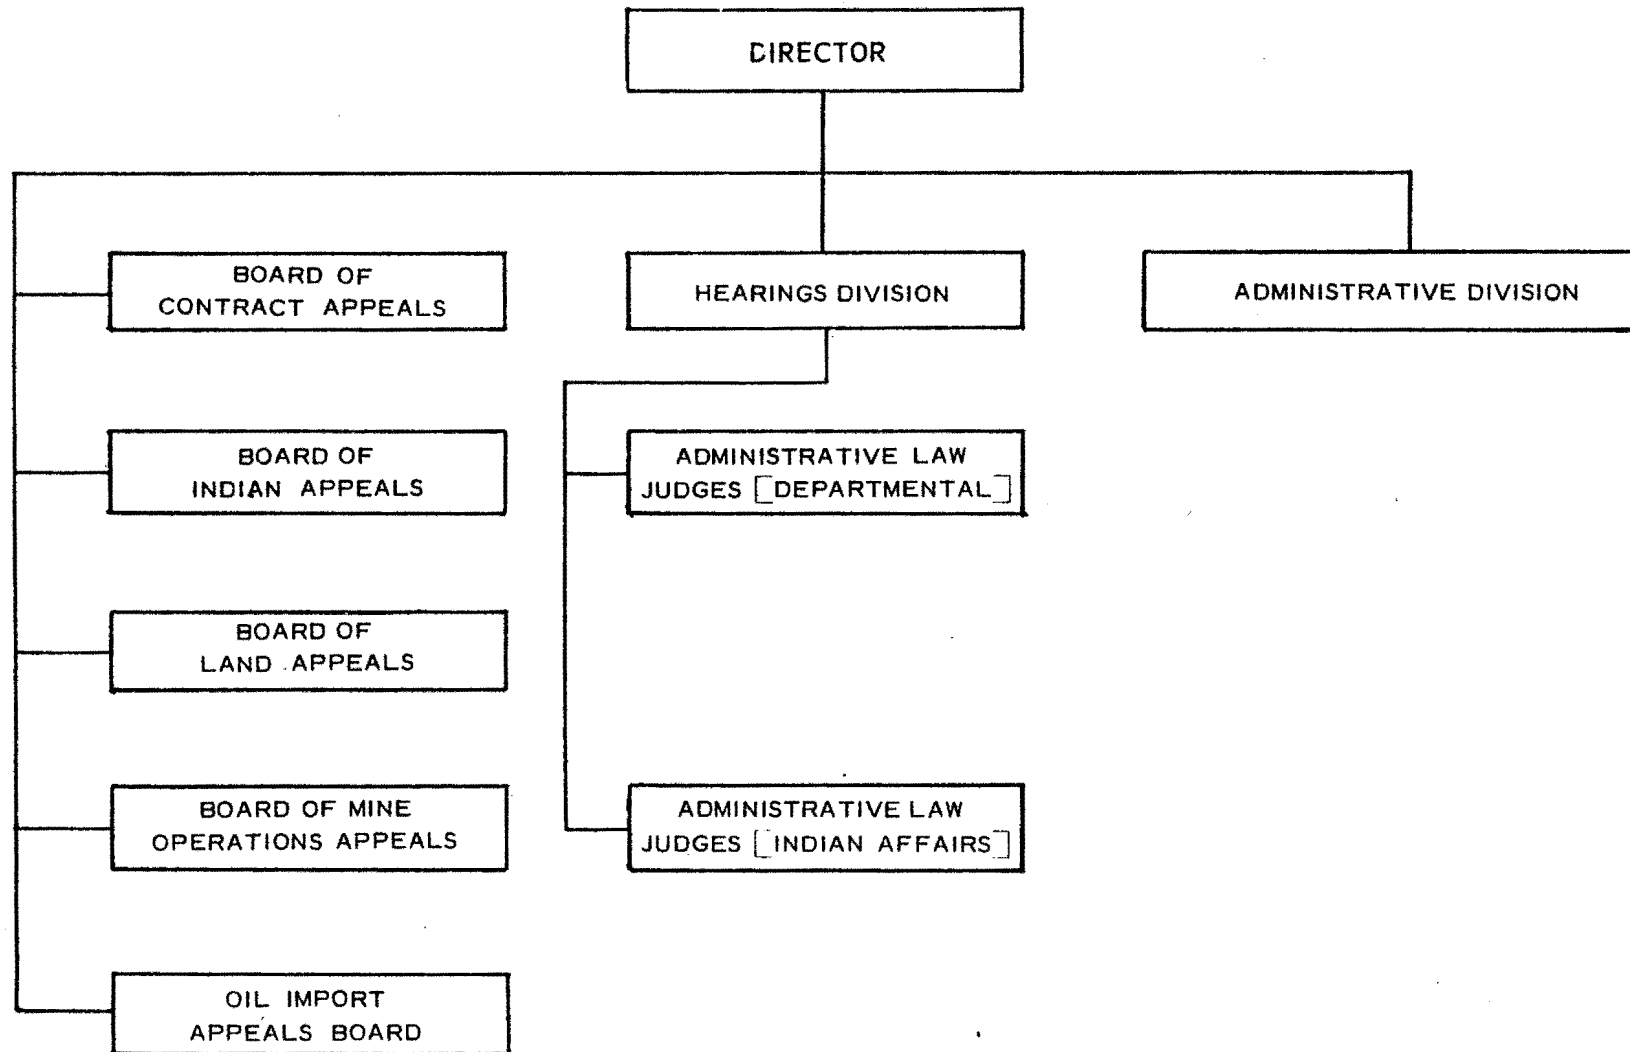 DIRECTOR
BOARD OF
CONTRACT APPEALS
HEARINGS DIVISION
ADMINISTRATIVE DIVISION
BOARD OF
INDIAN APPEALS
ADMINISTRATIVE LAW
JUDGES [DEPARTMENTAL]
BOARD OF
LAND APPEALS
BOARD OF MINE
OPERATIONS APPEALS
ADMINISTRATIVE LAW
JUDGES [INDIAN AFFAIRS]
OIL IMPORT
APPEALS BOARD